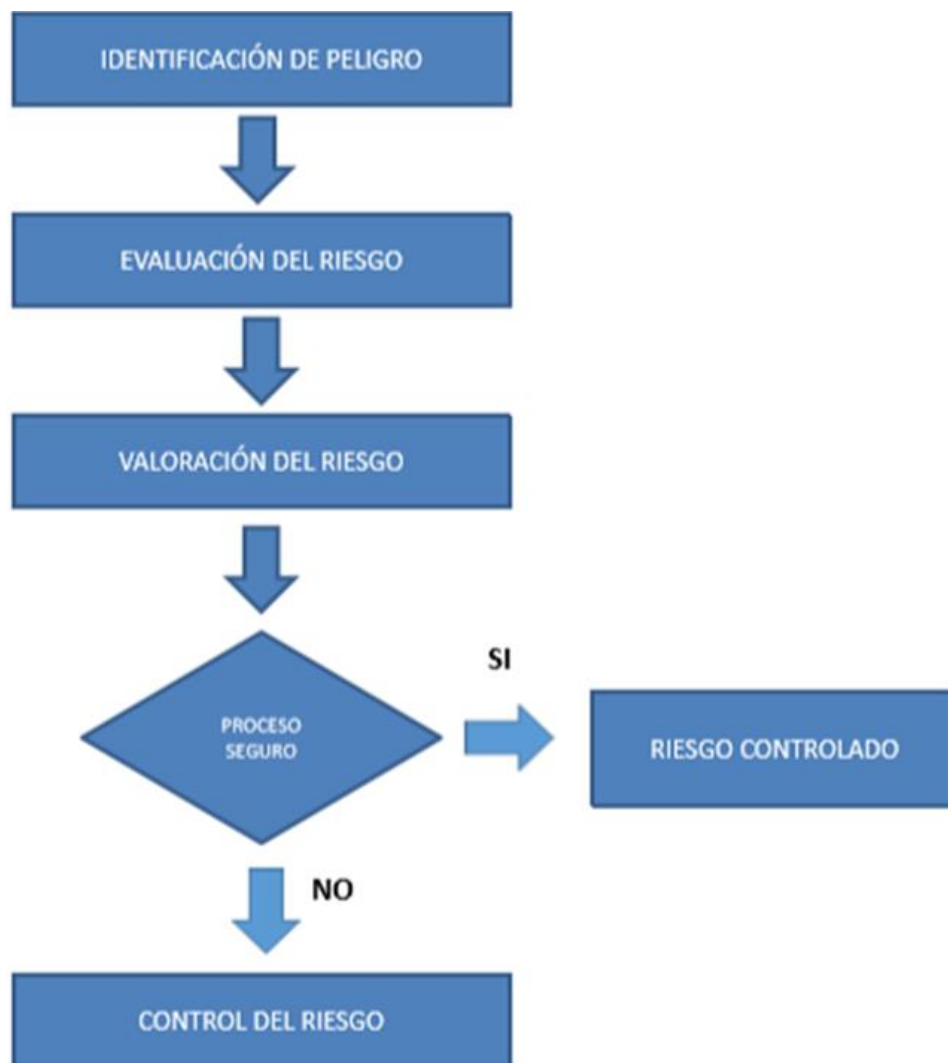 IDENTIFICACIÓN DE PELIGRO
EVALUACIÓN DEL RIESGO
VALORACIÓN DEL RIESGO
PROCESO
SEGURO
SI
RIESGO CONTROLADO
NO
CONTROL DEL RIESGO